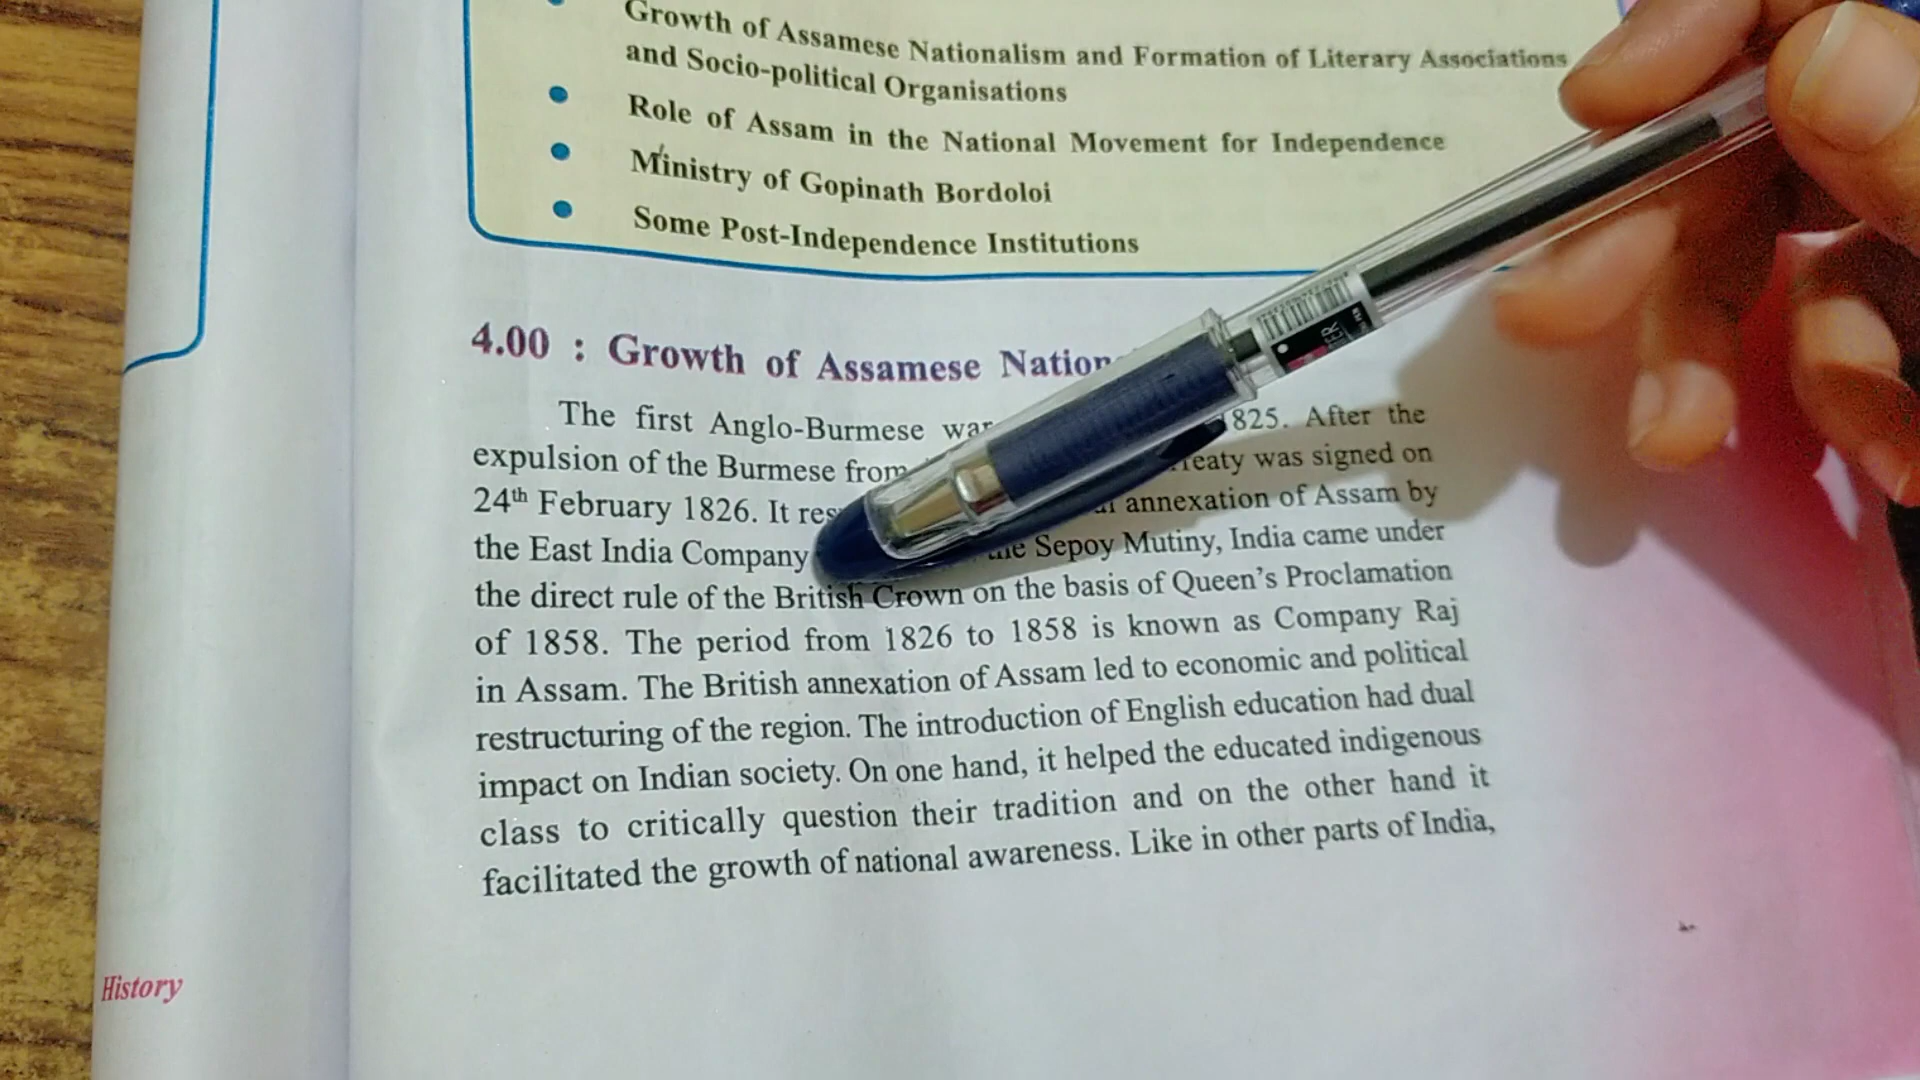 Growth of Assamese Nationalism and Formation of Literary Associations
and Socio-political Organisations
Role of Assam in the National Movement for Independence
Ministry of Gopinath Bordoloi
Some Post-Independence Institutions
4.00 : Growth of Assamese
The first Anglo-Burmese 825. After the
expulsion of the Burmese was signed on
24th February 1826. It annexation of Assam by
the East India Company Sepoy Mutiny, India came under
the direct rule of the British Crown on the basis of Queen's Proclamation
of 1858. The period from 1826 to 1858 is known as Company Raj
in Assam. The British annexation of Assam led to economic and political
restructuring of the region. The introduction of English education had dual
impact on Indian society. On one hand, it helped the educated indigenous
class to critically question their tradition and on the other hand it
facilitated the growth of national awareness. Like in other parts of India,
History